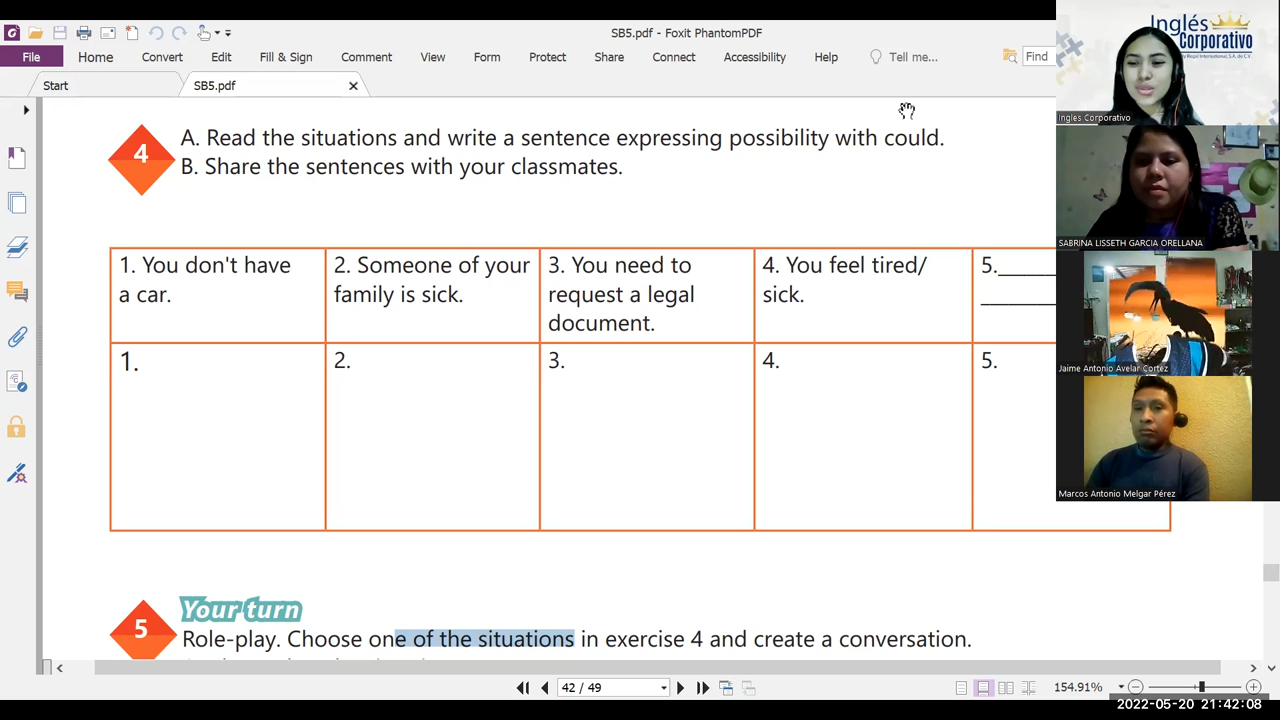 SB5.pdf - Foxit PhantomPDF
File Home Convert Edit Fill & Sign Comment View Form Protect Share Connect Accessibility Help Tell me... Find
Start SB5.pdf
4
A. Read the situations and write a sentence expressing possibility with could.
B. Share the sentences with your classmates.
1. You don't have
a car.
2. Someone of your
family is sick.
3. You need to
request a legal
document.
4. You feel tired/
sick.
5.______
______
1.
2.
3.
4.
5.
5
Your turn
Role-play. Choose one of the situations in exercise 4 and create a conversation.
42 / 49
154.91%
Inglés
Corporativo
Ingles Corporativo
SABRINA LISSETH GARCIA ORELLANA
Jaime Antonio Avelar Cortez
Marcos Antonio Melgar Pérez
2022-05-20 21:42:08